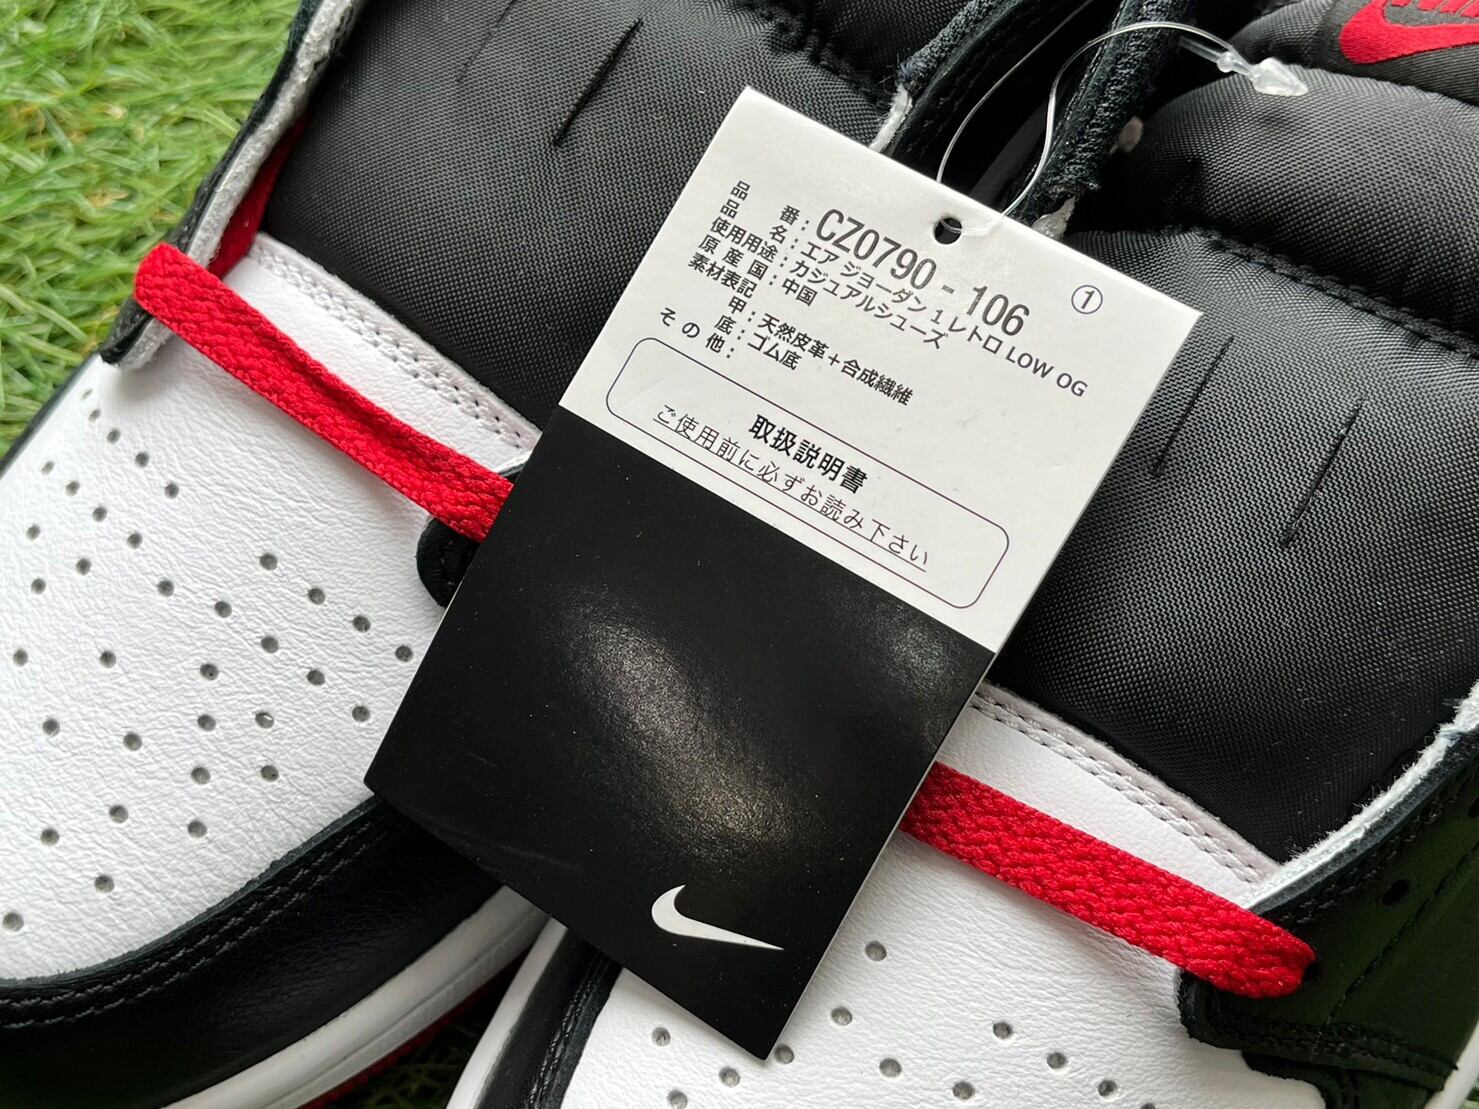 品番：CZ0790-106 ①
品名：エア ジョーダン 1 レトロ LOW OG
使用用途：カジュアルシューズ
原産国：中国
素材表記
甲：天然皮革＋合成繊維
底：ゴム底
その他：
取扱説明書
ご使用前に必ずお読み下さい